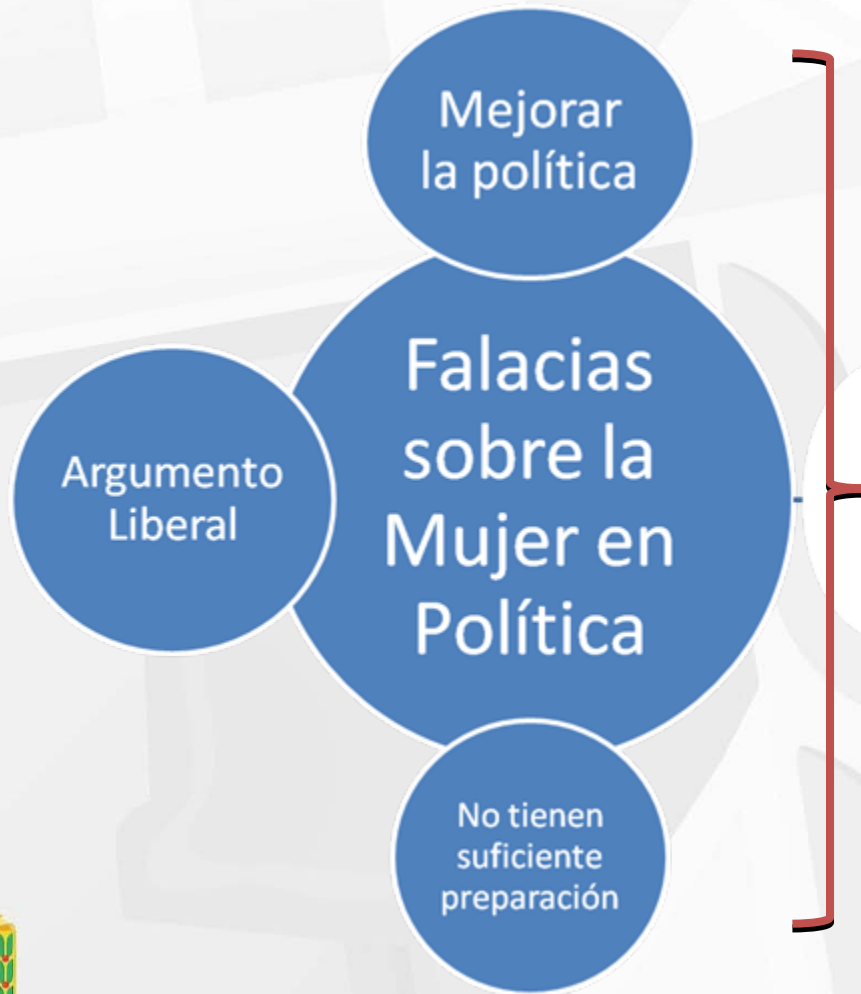 Mejorar
la política
Falacias
sobre la
Mujer en
Política
Argumento
Liberal
No tienen
suficiente
preparación